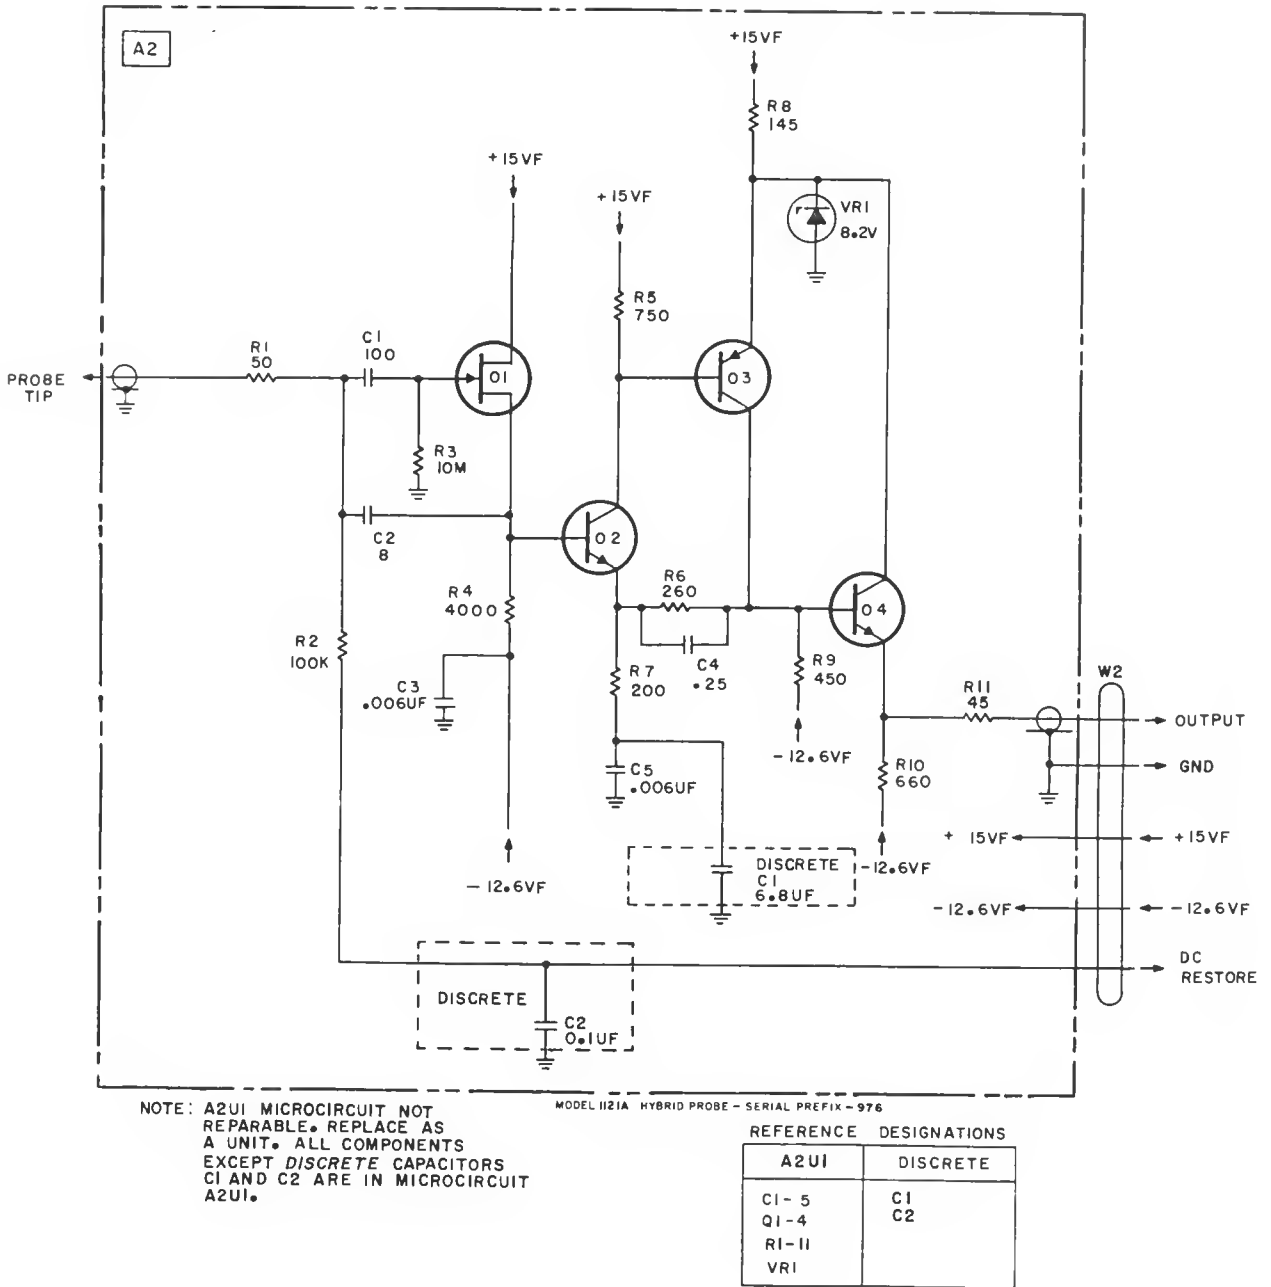 A2
+15VF
R8
145
+15VF
+15VF
VR1
8.2V
R5
750
R1
50
C1
100
PROBE
TIP
Q1
Q3
R3
10M
C2
8
Q2
R4
4000
R6
260
Q4
R2
100K
C4
.25
R7
200
R9
450
C3
.006UF
W2
R11
45
OUTPUT
-12.6VF
GND
C5
.006UF
R10
660
+ 15VF
+15VF
DISCRETE
C1
6.8UF
-12.6VF
-12.6VF
-12.6VF
-12.6VF
DC
RESTORE
DISCRETE
C2
0.1UF
NOTE: A2U1 MICROCIRCUIT NOT
REPARABLE. REPLACE AS
A UNIT. ALL COMPONENTS
EXCEPT DISCRETE CAPACITORS
C1 AND C2 ARE IN MICROCIRCUIT
A2U1.
MODEL 1121A HYBRID PROBE - SERIAL PREFIX - 976
REFERENCE DESIGNATIONS
A2U1 DISCRETE
C1-5 C1
Q1-4 C2
R1-11
VR1